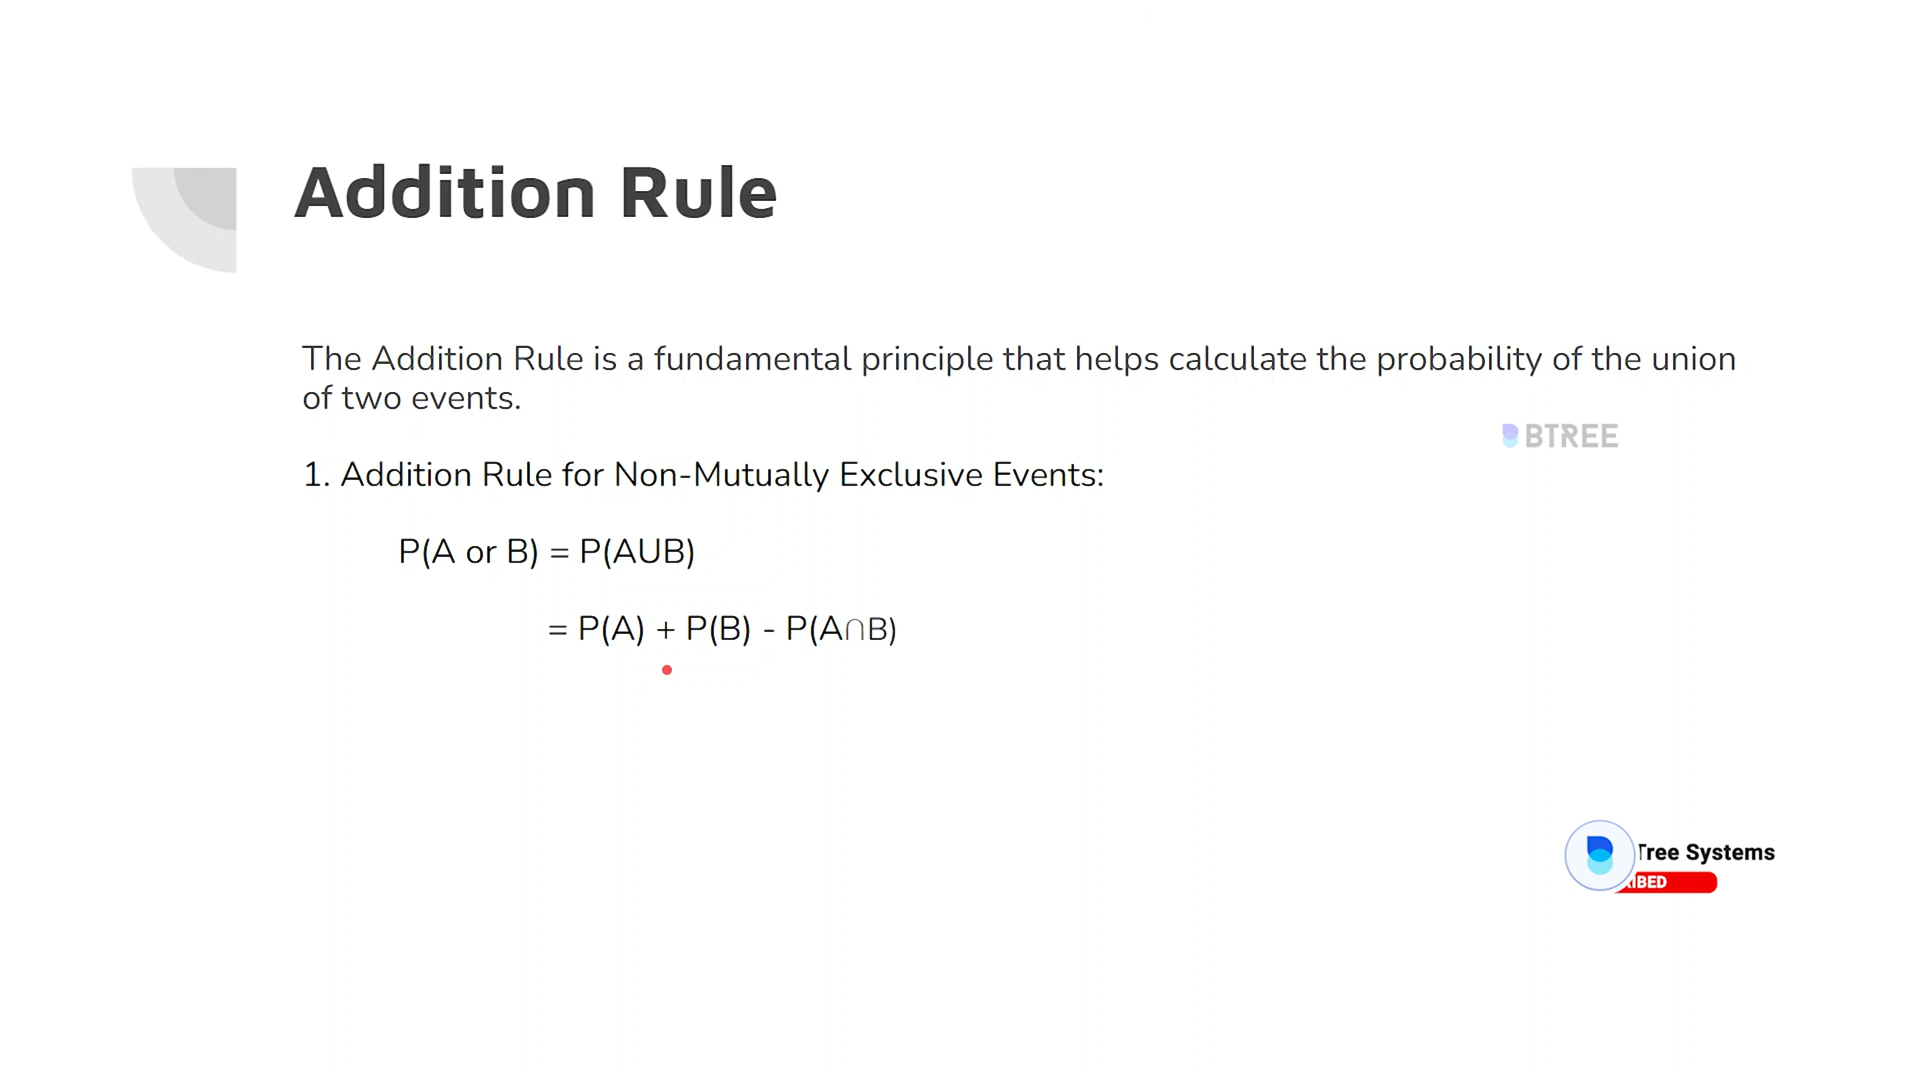 Addition Rule
The Addition Rule is a fundamental principle that helps calculate the probability of the union
of two events.
BTREE
1. Addition Rule for Non-Mutually Exclusive Events:
P(A or B) = P(AUB)
= P(A) + P(B) - P(A∩B)
Tree Systems
IBED